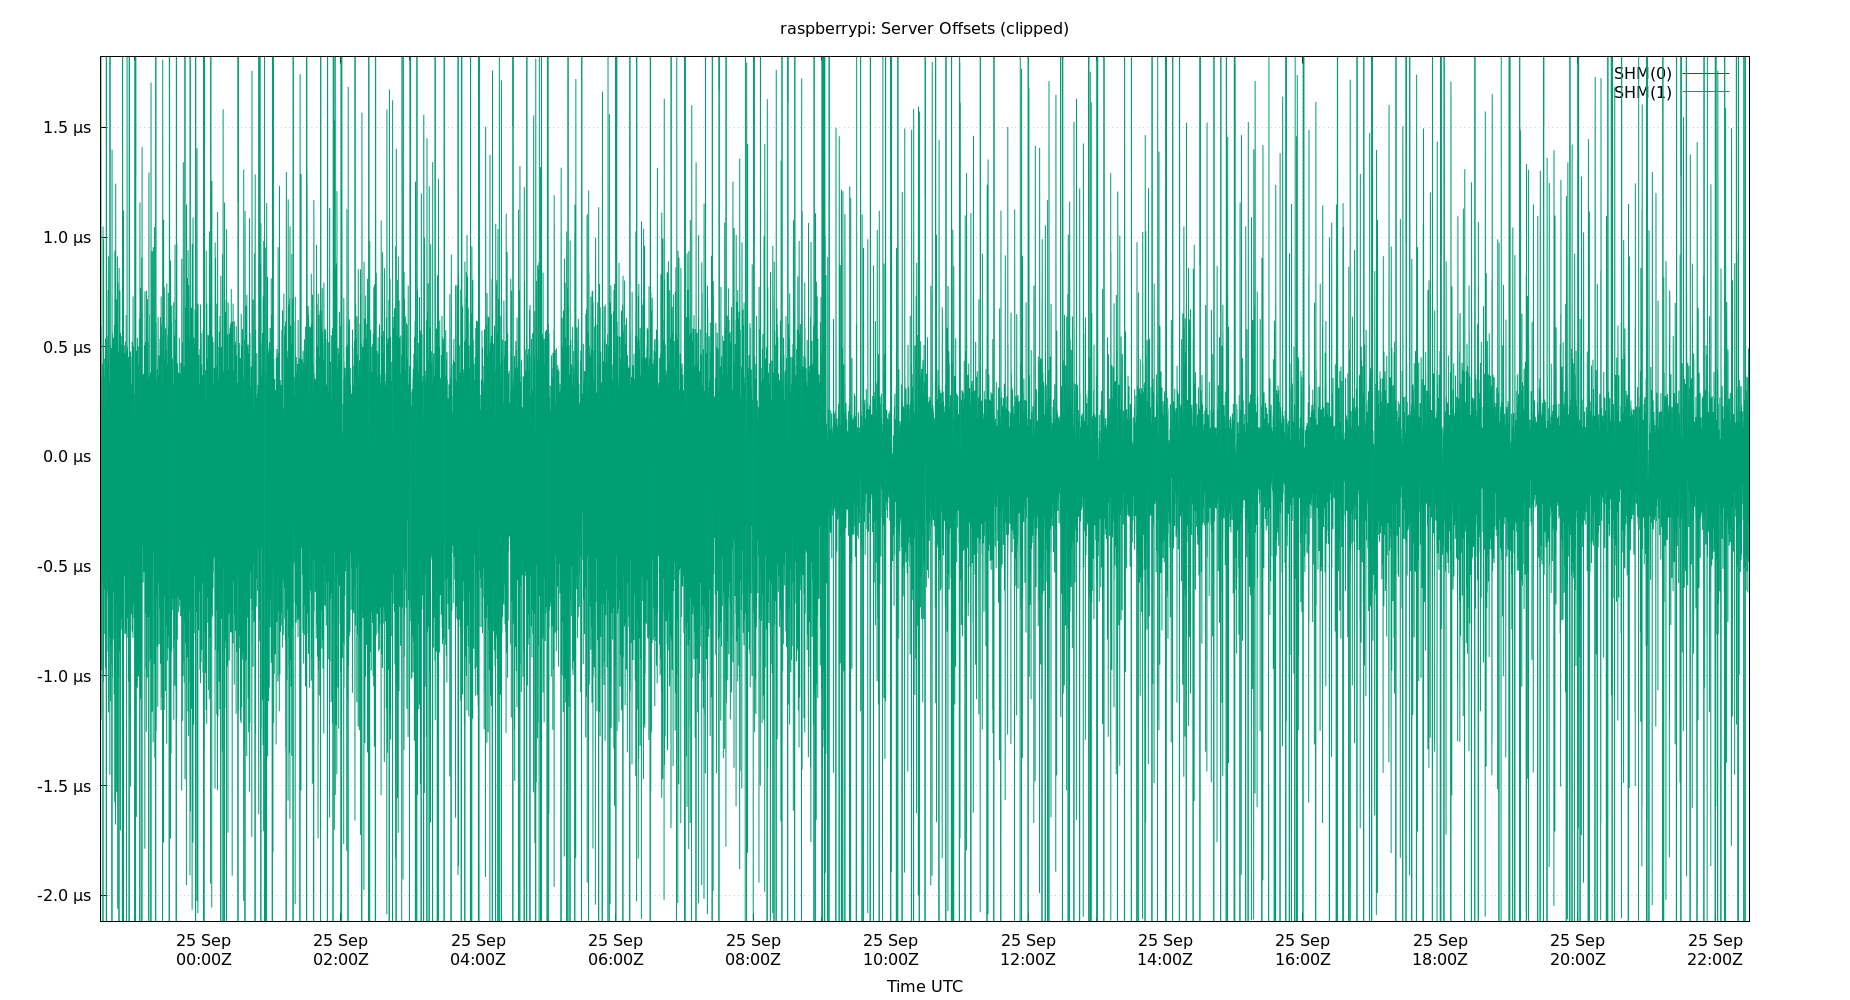 raspberrypi: Server Offsets (clipped)
SHM(0)
SHM(1)
1.5 µs
1.0 µs
0.5 µs
0.0 µs
-0.5 µs
-1.0 µs
-1.5 µs
-2.0 µs
25 Sep 25 Sep 25 Sep 25 Sep 25 Sep 25 Sep 25 Sep 25 Sep 25 Sep 25 Sep 25 Sep 25 Sep
00:00Z 02:00Z 04:00Z 06:00Z 08:00Z 10:00Z 12:00Z 14:00Z 16:00Z 18:00Z 20:00Z 22:00Z
Time UTC